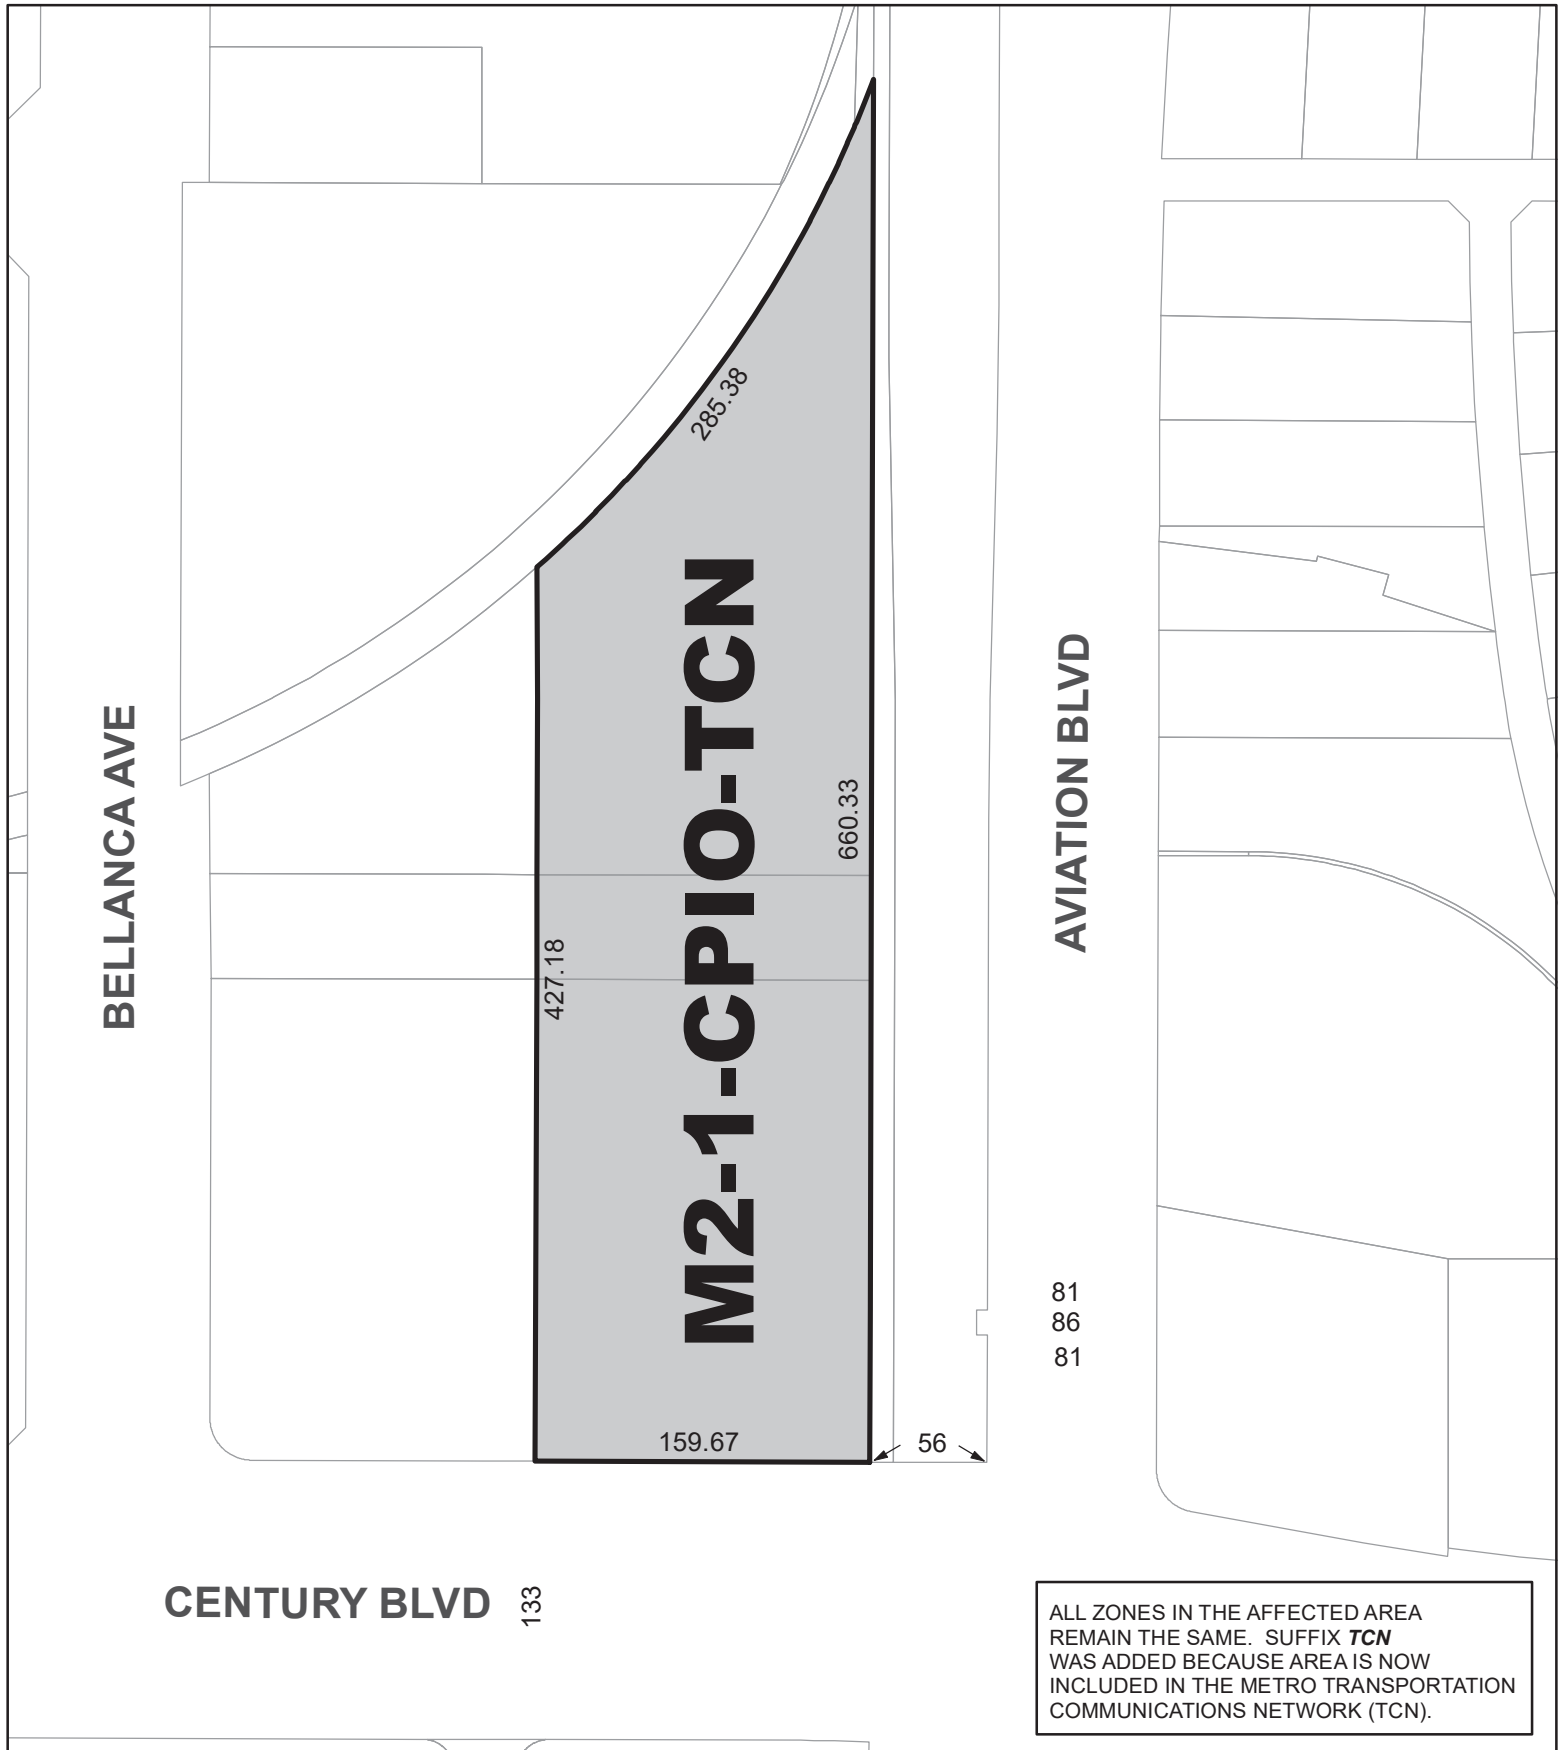 285.38
M2-1-CPIO-TCN
660.33
427.18
159.67
56
BELLANCA AVE
AVIATION BLVD
81
86
81
CENTURY BLVD
133
ALL ZONES IN THE AFFECTED AREA
REMAIN THE SAME. SUFFIX TCN
WAS ADDED BECAUSE AREA IS NOW
INCLUDED IN THE METRO TRANSPORTATION
COMMUNICATIONS NETWORK (TCN).